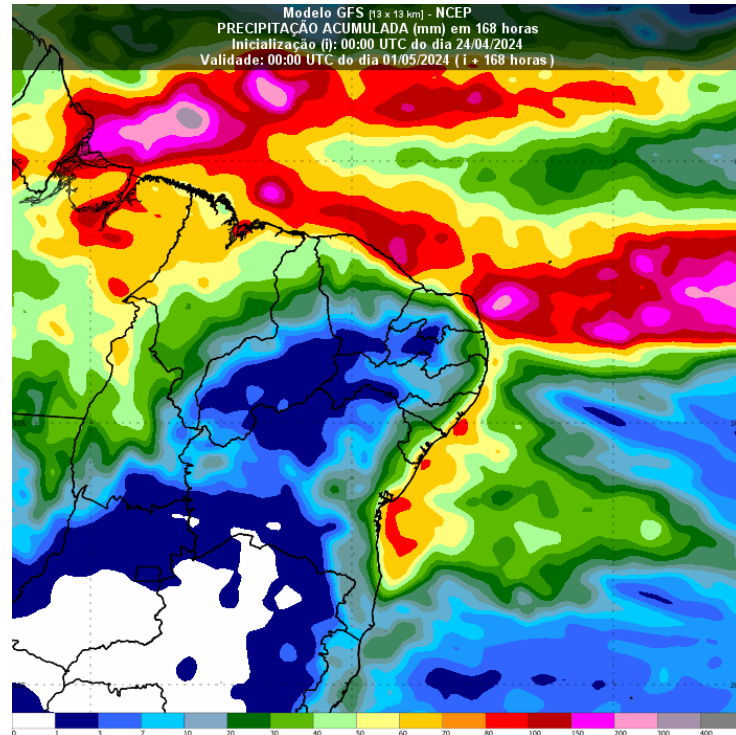 Modelo GFS [13 x 13 km] - NCEP
PRECIPITAÇÃO ACUMULADA (mm) em 168 horas
Inicialização (i): 00:00 UTC do dia 24/04/2024
Validade: 00:00 UTC do dia 01/05/2024 ( i + 168 horas )
0 1 3 7 10 20 30 40 50 60 70 80 100 150 200 300 400